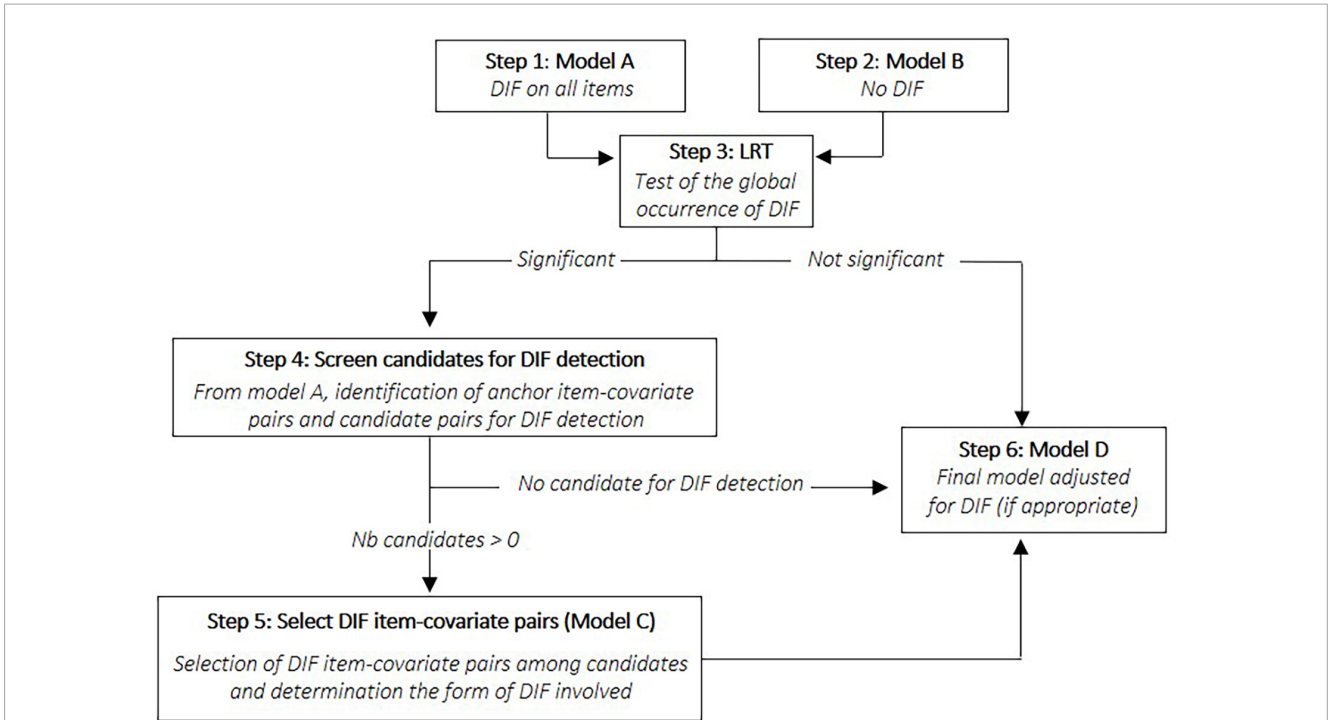 Step 1: Model A
DIF on all items
Step 2: Model B
No DIF
Step 3: LRT
Test of the global
occurrence of DIF
Significant
Not significant
Step 4: Screen candidates for DIF detection
From model A, identification of anchor item-covariate
pairs and candidate pairs for DIF detection
No candidate for DIF detection
Step 6: Model D
Final model adjusted
for DIF (if appropriate)
Nb candidates > 0
Step 5: Select DIF item-covariate pairs (Model C)
Selection of DIF item-covariate pairs among candidates
and determination the form of DIF involved